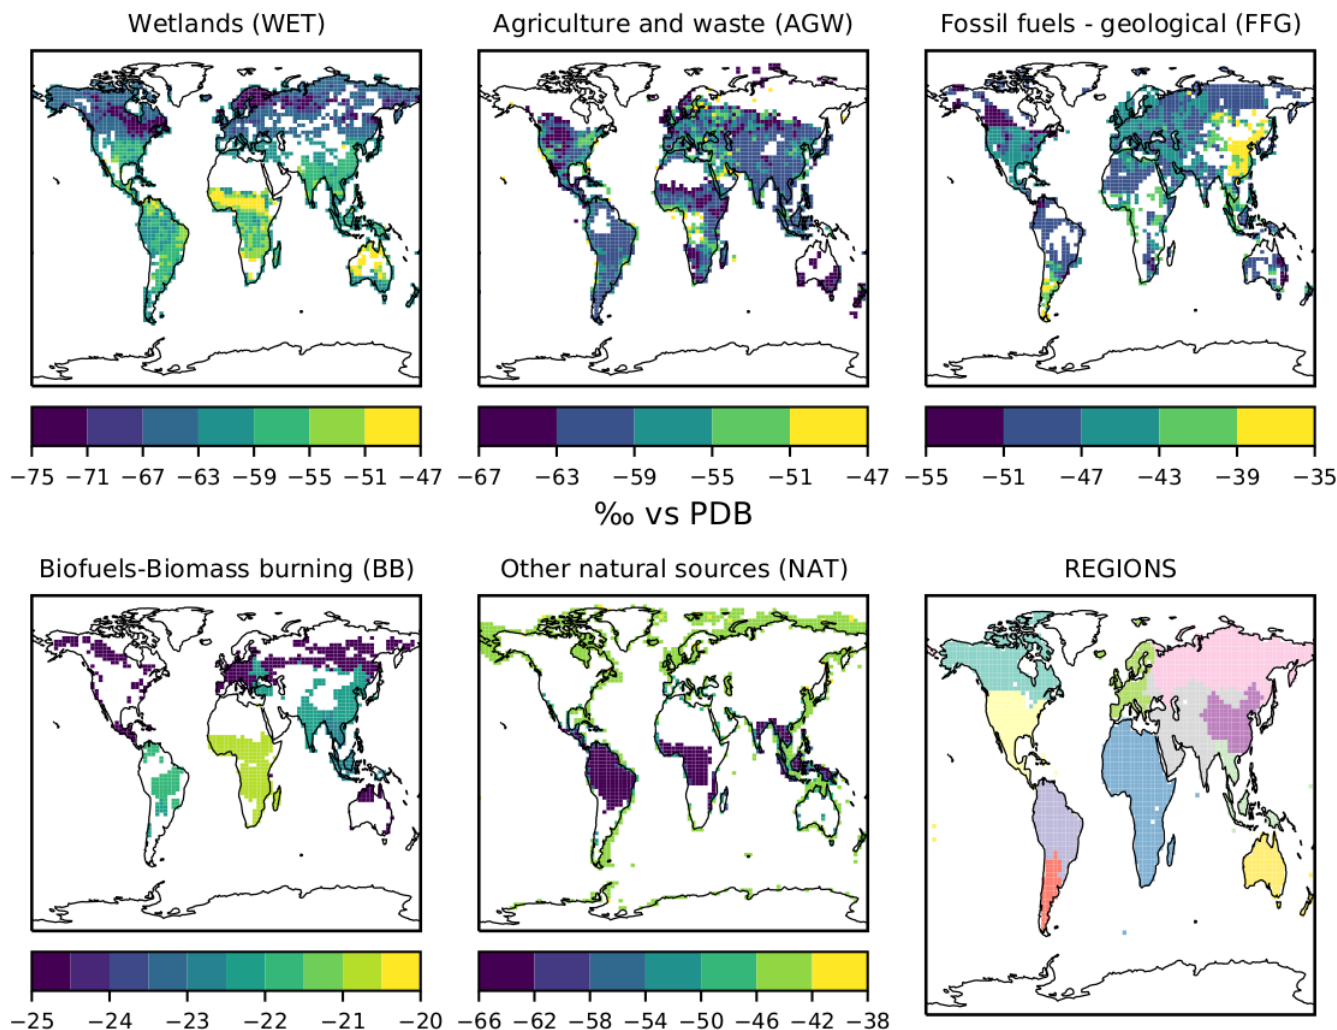 Wetlands (WET)
Agriculture and waste (AGW)
Fossil fuels - geological (FFG)
−75 −71 −67 −63 −59 −55 −51 −47
−67 −63 −59 −55 −51 −47
−55 −51 −47 −43 −39 −35
‰ vs PDB
Biofuels-Biomass burning (BB)
Other natural sources (NAT)
REGIONS
−25 −24 −23 −22 −21 −20
−66 −62 −58 −54 −50 −46 −42 −38